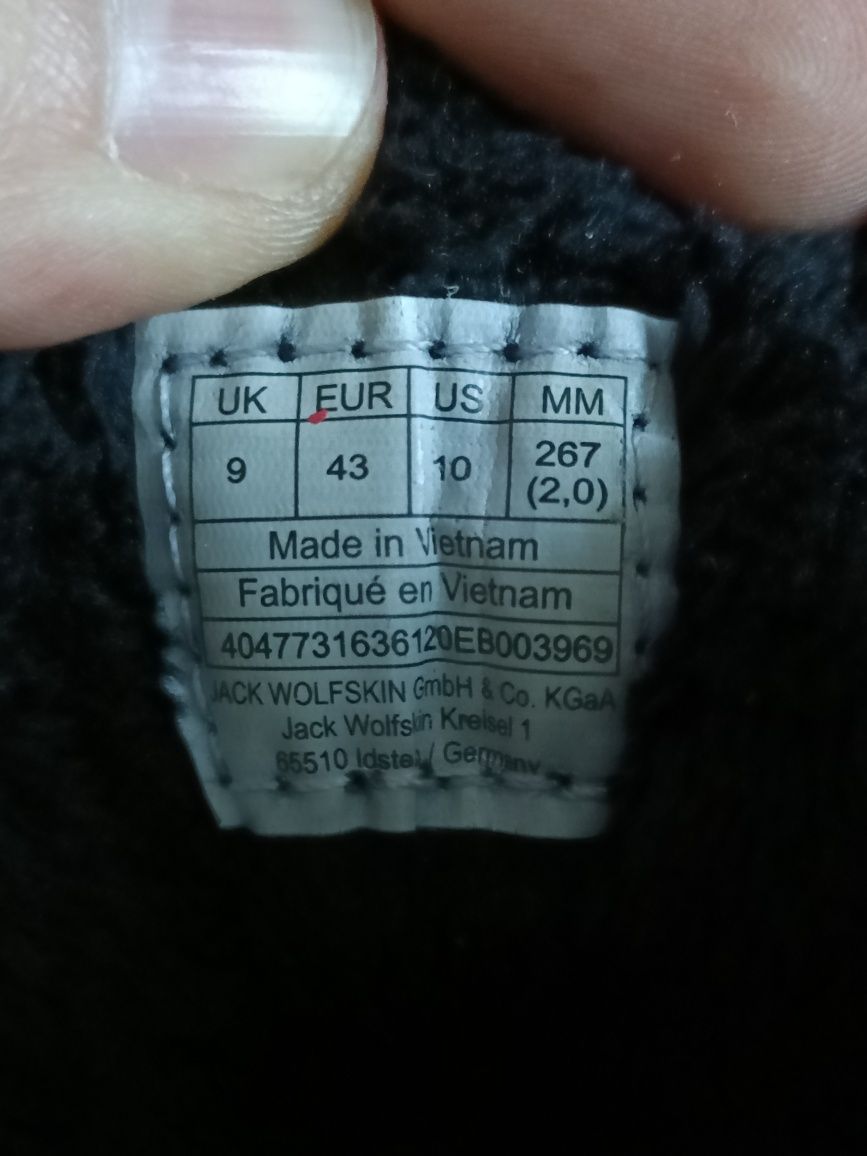 UK EUR US MM
9 43 10 267 (2,0)
Made in Vietnam
Fabriqué en Vietnam
4047731636120EB003969
JACK WOLFSKIN GmbH & Co. KGaA
Jack Wolfskin Kreisel 1
65510 Idstein / Germany